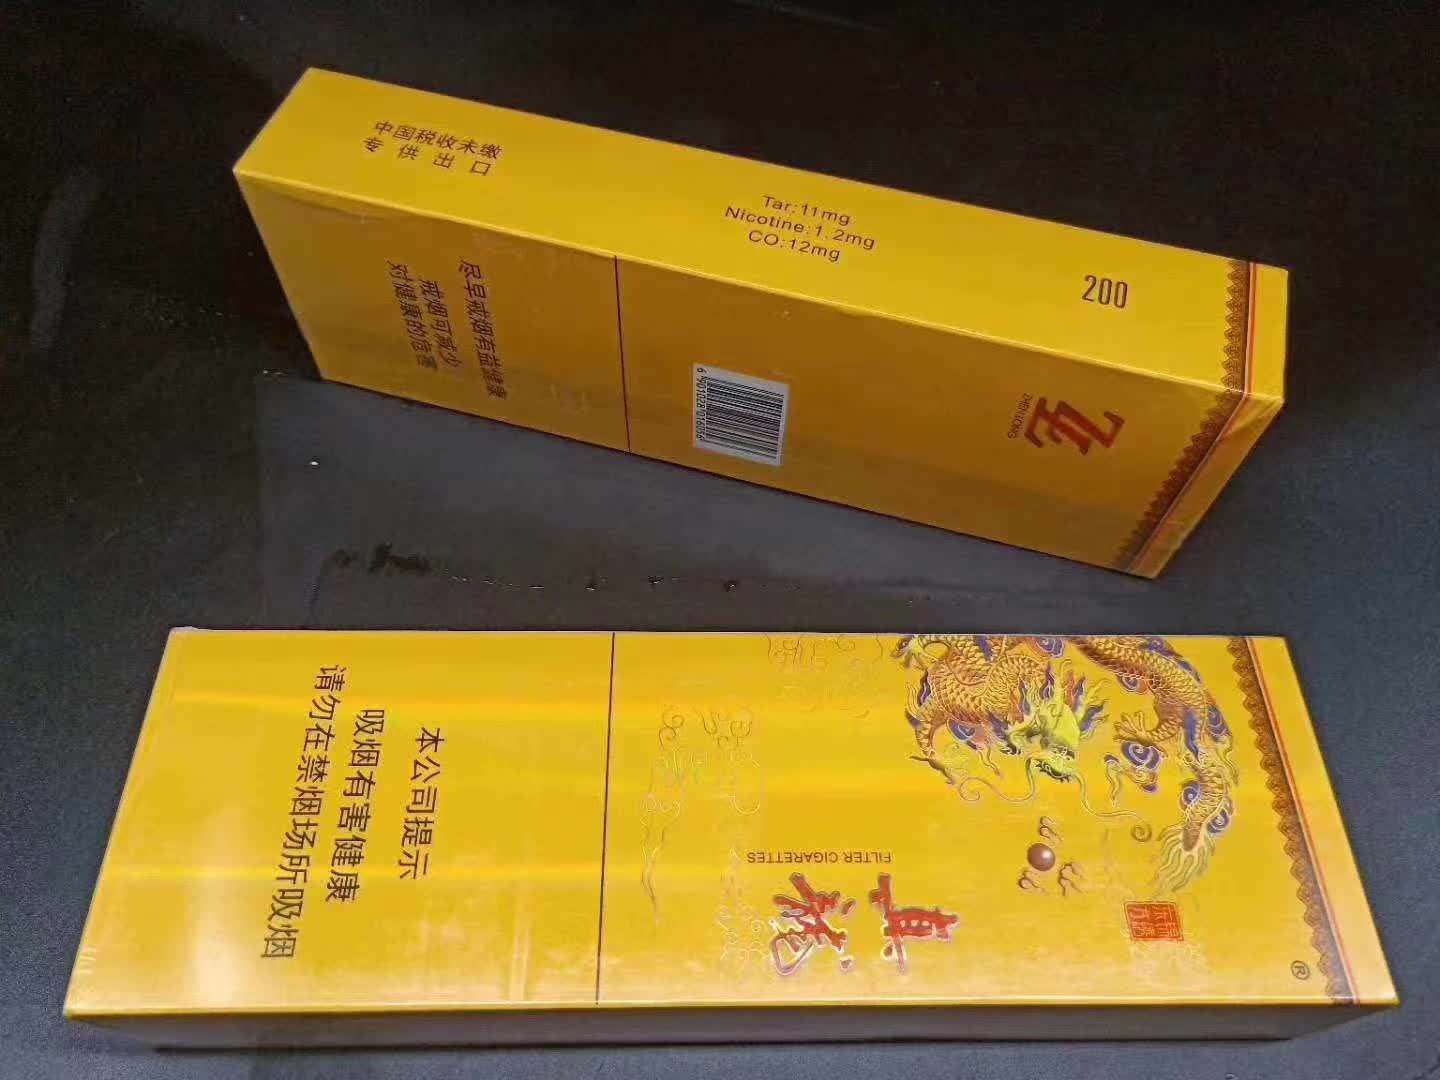 中国税收未缴
专供出口
Tar:11mg
Nicotine:1.2mg
CO:12mg
200
尽早戒烟有益健康
戒烟可减少
对健康的危害
ZL
ZHENLONG
本公司提示
吸烟有害健康
请勿在禁烟场所吸烟
FILTER CIGARETTES
真龙
®